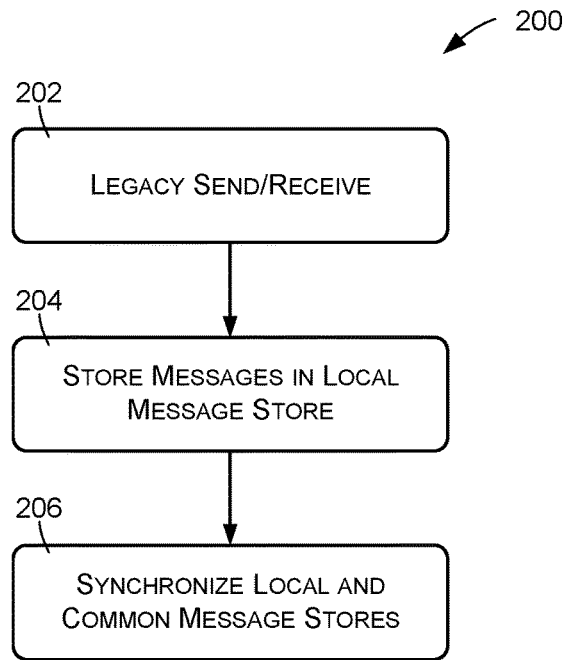 200
202
LEGACY SEND/RECEIVE
204
STORE MESSAGES IN LOCAL
MESSAGE STORE
206
SYNCHRONIZE LOCAL AND
COMMON MESSAGE STORES